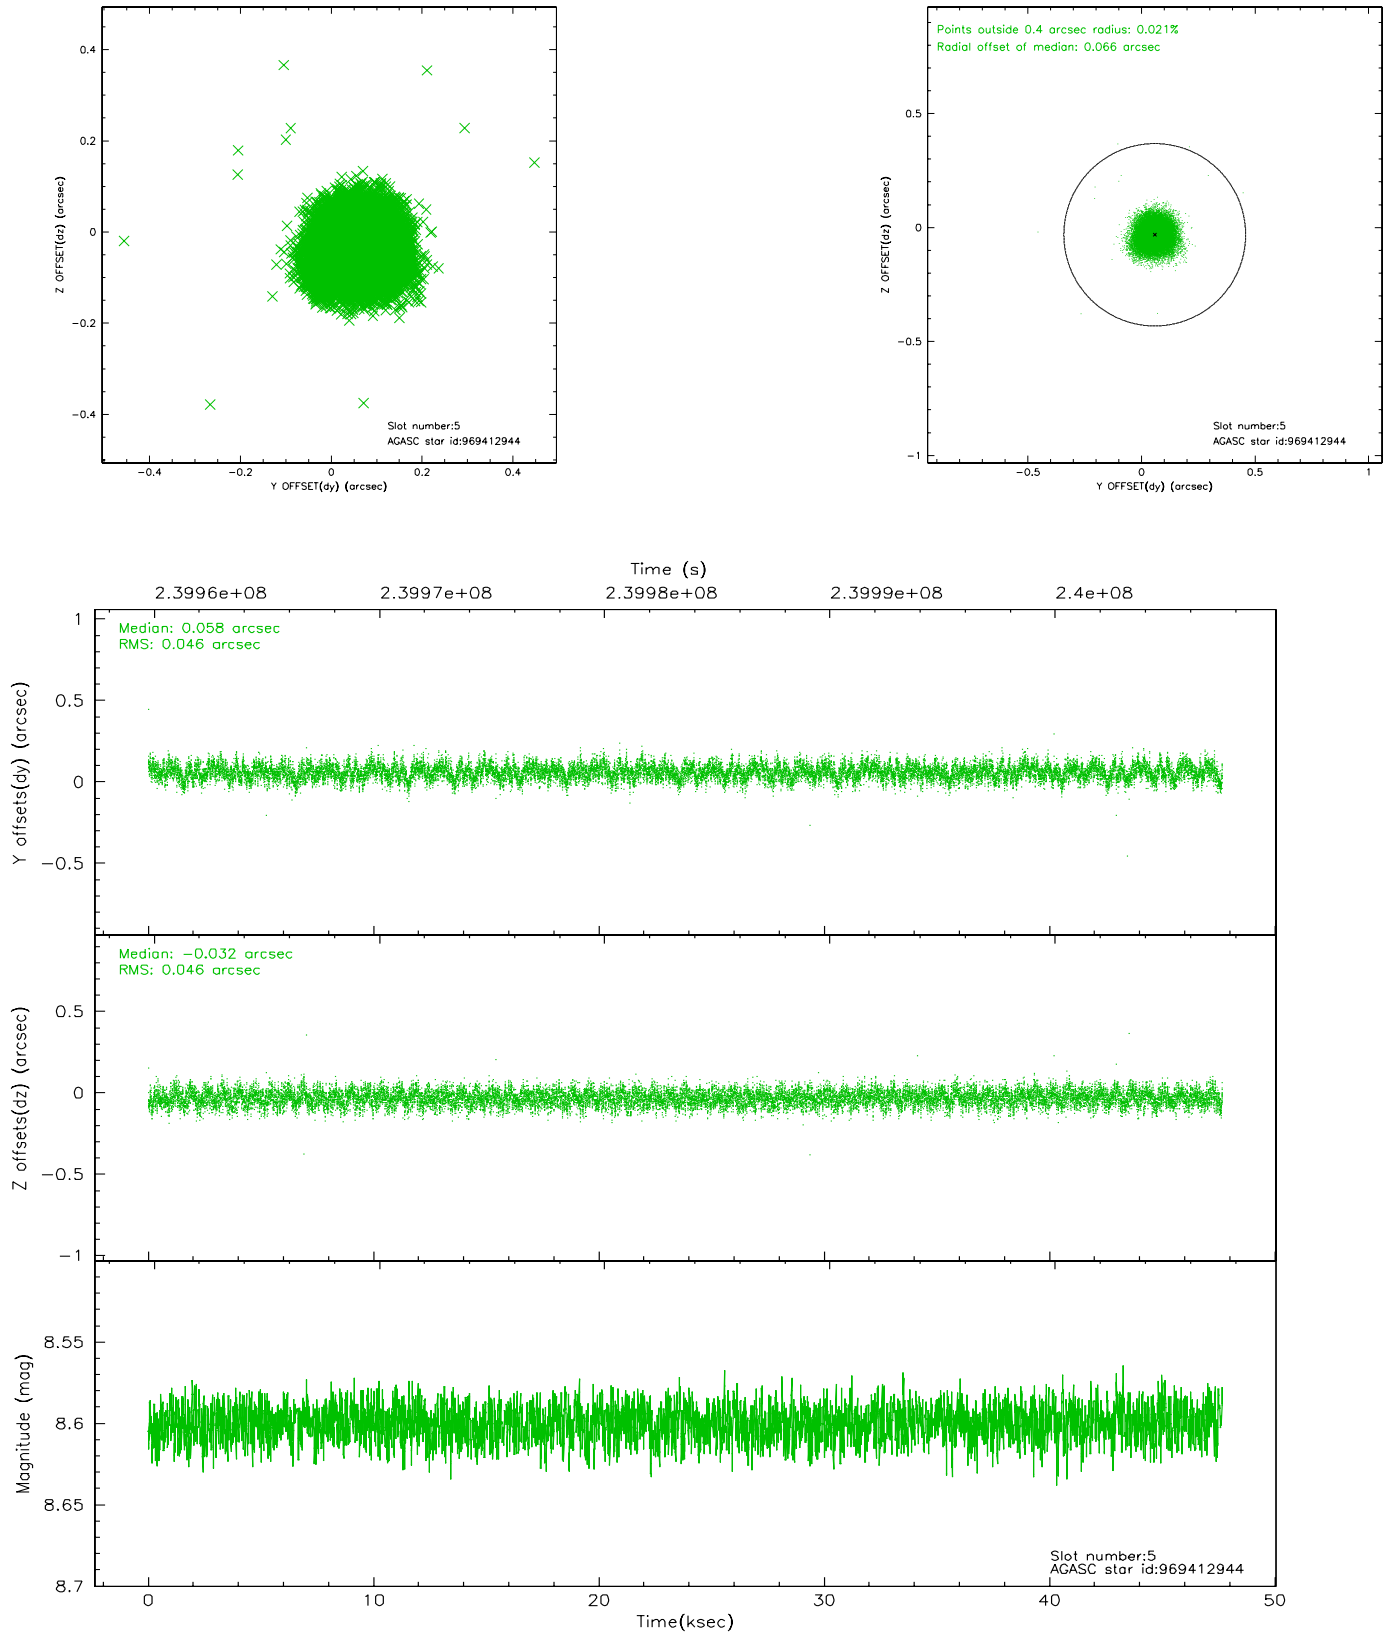 0.4
0.2
0
−0.2
−0.4
Z OFFSET(dz) (arcsec)
−0.4 −0.2 0 0.2 0.4
Y OFFSET(dy) (arcsec)
Slot number:5
AGASC star id:969412944
Points outside 0.4 arcsec radius: 0.021%
Radial offset of median: 0.066 arcsec
0.5
0
−0.5
−1
Z OFFSET(dz) (arcsec)
−0.5 0 0.5 1
Y OFFSET(dy) (arcsec)
Slot number:5
AGASC star id:969412944
Time (s)
2.3996e+08 2.3997e+08 2.3998e+08 2.3999e+08 2.4e+08
Median: 0.058 arcsec
RMS: 0.046 arcsec
1
0.5
0
−0.5
Y offsets(dy) (arcsec)
Median: −0.032 arcsec
RMS: 0.046 arcsec
0.5
0
−0.5
−1
Z offsets(dz) (arcsec)
8.55
8.6
8.65
8.7
Magnitude (mag)
Slot number:5
AGASC star id:969412944
0 10 20 30 40 50
Time(ksec)